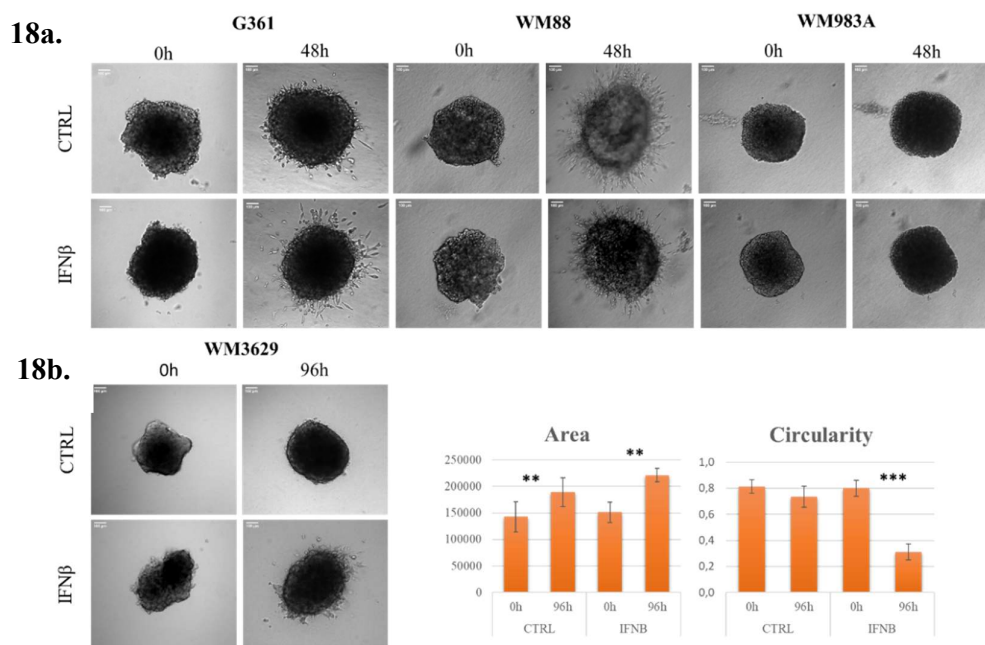 18a.
G361 WM88 WM983A
0h 48h 0h 48h 0h 48h
CTRL
IFNβ
18b.
WM3629
0h 96h
CTRL
IFNβ
Area
250000
200000
150000
100000
50000
0
** **
0h 96h 0h 96h
CTRL IFNB
Circularity
1,0
0,8
0,6
0,4
0,2
0,0
***
0h 96h 0h 96h
CTRL IFNB